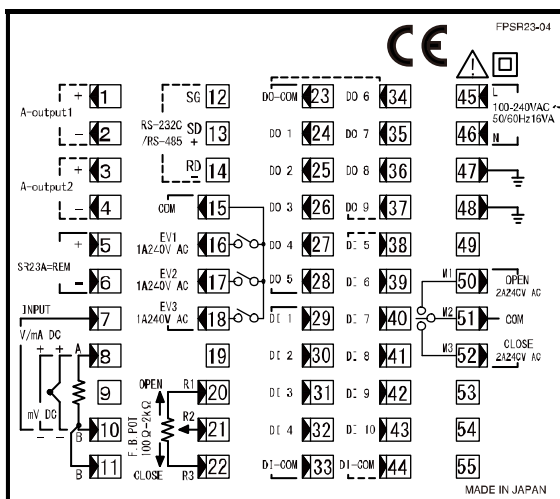 FPSR23-04
CE
A-output1
+ 1
- 2
A-output2
+ 3
- 4
+ 5
SR23A=REM
- 6
INPUT
7
V/mA DC
+ + A 8
9
mV DC
- - B 10
B 11
SG 12
RS-232C /RS-485
SD + 13
RD - 14
COM 15
EV1 1A240V AC 16
EV2 1A240V AC 17
EV3 1A240V AC 18
19
OPEN R1 20
F.B.POT 100Ω-2kΩ
R2 21
CLOSE R3 22
DO-COM 23
DO 1 24
DO 2 25
DO 3 26
DO 4 27
DO 5 28
DI 1 29
DI 2 30
DI 3 31
DI 4 32
DI-COM 33
DO 6 34
DO 7 35
DO 8 36
DO 9 37
DI 5 38
DI 6 39
DI 7 40
DI 8 41
DI 9 42
DI 10 43
DI-COM 44
45 L
100-240VAC ~
50/60Hz 16VA
46 N
47
48
49
M1 50 OPEN
2A240V AC
M2 51 COM
M3 52 CLOSE
2A240V AC
53
54
55
MADE IN JAPAN